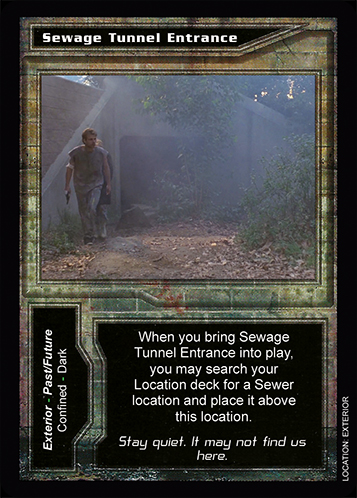 Sewage Tunnel Entrance
Exterior - Past/Future
Confined - Dark
When you bring Sewage
Tunnel Entrance into play,
you may search your
Location deck for a Sewer
location and place it above
this location.
Stay quiet. It may not find us
here.
LOCATION: EXTERIOR